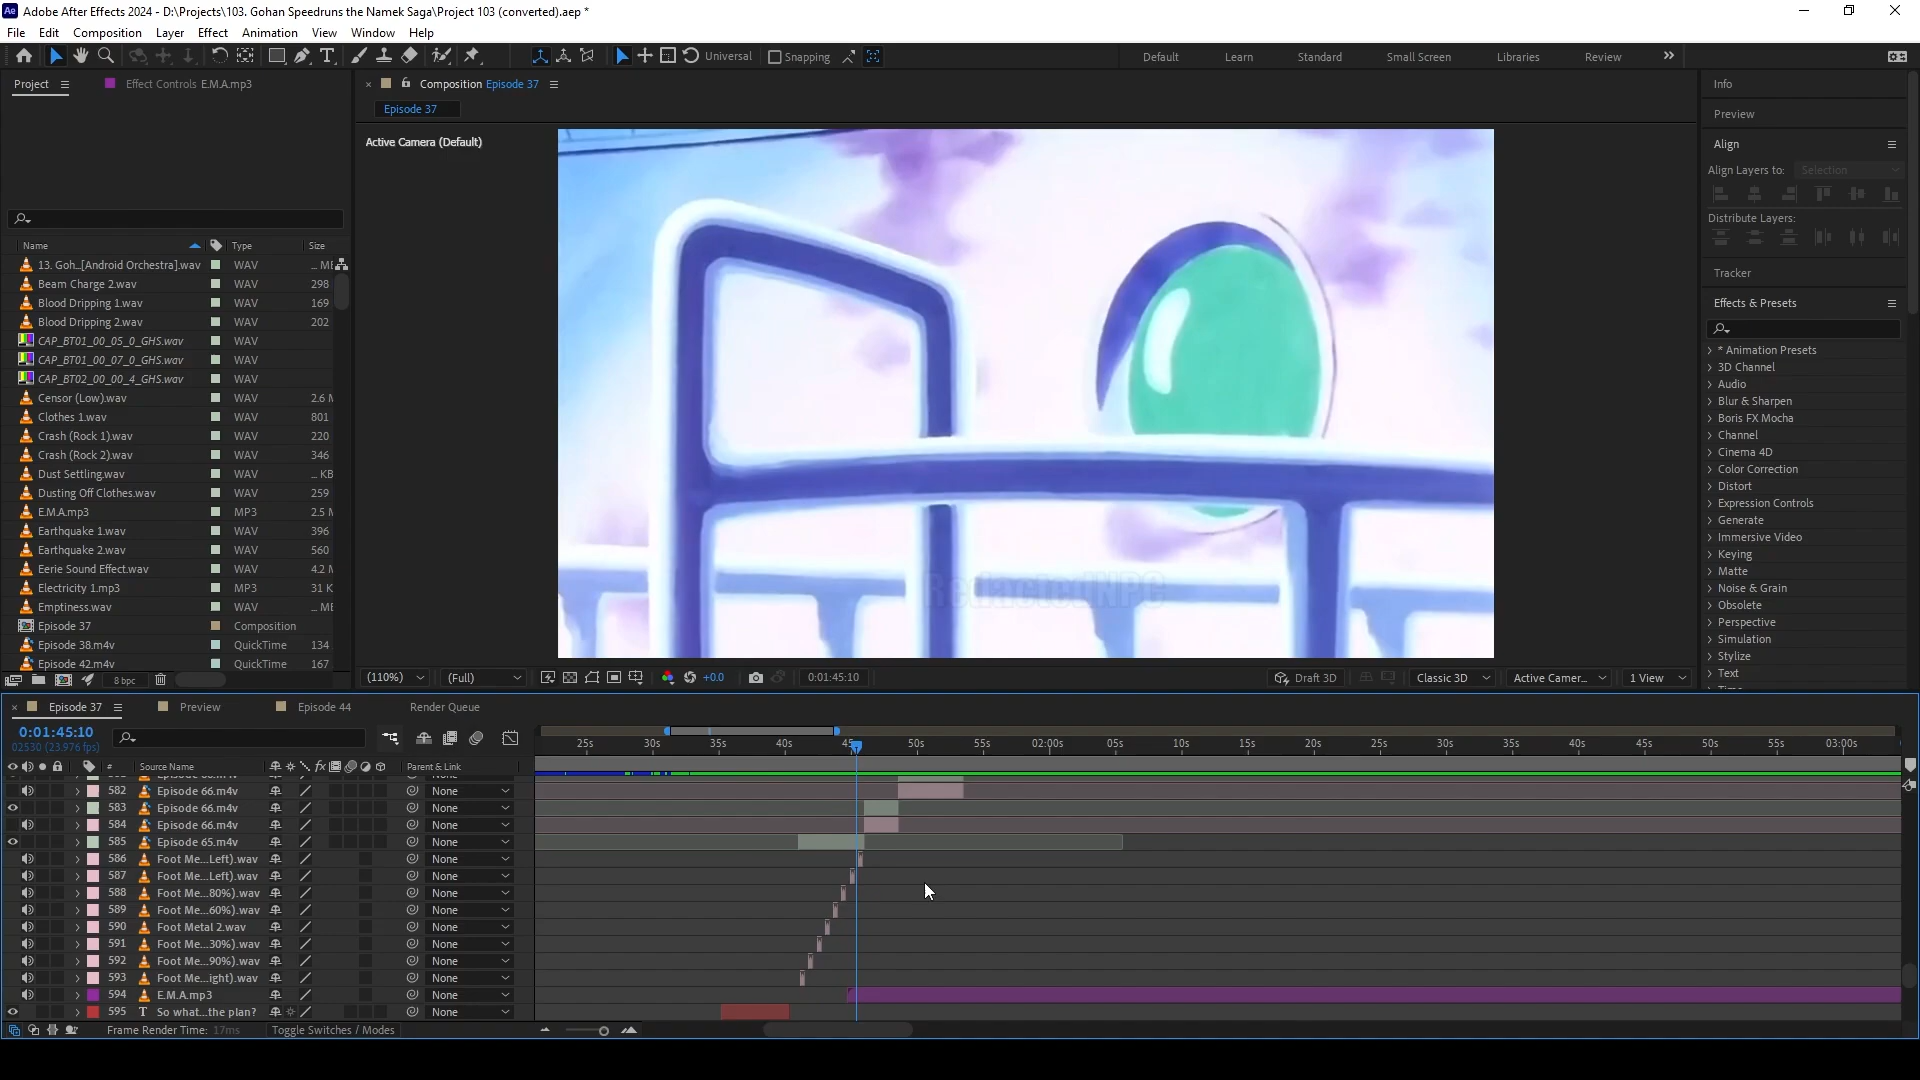 Adobe After Effects 2024 - D:\Projects\103. Gohan Speedruns the Namek Saga\Project 103 (converted).aep *
File Edit Composition Layer Effect Animation View Window Help
Universal Snapping Default Learn Standard Small Screen Libraries Review
Project Effect Controls E.M.A.mp3
Composition Episode 37
Episode 37
Active Camera (Default)
RedactedNPC
Name Type Size
13. Goh...[Android Orchestra].wav WAV ... ME
Beam Charge 2.wav WAV 298
Blood Dripping 1.wav WAV 169
Blood Dripping 2.wav WAV 202
CAP_BT01_00_05_0_GHS.wav WAV
CAP_BT01_00_07_0_GHS.wav WAV
CAP_BT02_00_00_4_GHS.wav WAV
Censor (Low).wav WAV 2.6 M
Clothes 1.wav WAV 801
Crash (Rock 1).wav WAV 220
Crash (Rock 2).wav WAV 346
Dust Settling.wav WAV ... KB
Dusting Off Clothes.wav WAV 259
E.M.A.mp3 MP3 2.5 M
Earthquake 1.wav WAV 396
Earthquake 2.wav WAV 560
Eerie Sound Effect.wav WAV 4.2 M
Electricity 1.mp3 MP3 31 K
Emptiness.wav WAV ... ME
Episode 37 Composition
Episode 38.m4v QuickTime 134
Episode 42.m4v QuickTime 167
8 bpc
(110%) (Full) +0.0 0:01:45:10 Draft 3D Classic 3D Active Camer... 1 View
Info
Preview
Align
Align Layers to: Selection
Distribute Layers:
Tracker
Effects & Presets
* Animation Presets
3D Channel
Audio
Blur & Sharpen
Boris FX Mocha
Channel
Cinema 4D
Color Correction
Distort
Expression Controls
Generate
Immersive Video
Keying
Matte
Noise & Grain
Obsolete
Perspective
Simulation
Stylize
Text
Episode 37 Preview Episode 44 Render Queue
0:01:45:10
02530 (23.976 fps)
25s 30s 35s 40s 45s 50s 55s 02:00s 05s 10s 15s 20s 25s 30s 35s 40s 45s 50s 55s 03:00s
# Source Name fx Parent & Link
582 Episode 66.m4v None
583 Episode 66.m4v None
584 Episode 66.m4v None
585 Episode 65.m4v None
586 Foot Me...Left).wav None
587 Foot Me...Left).wav None
588 Foot Me...80%).wav None
589 Foot Me...60%).wav None
590 Foot Metal 2.wav None
591 Foot Me...30%).wav None
592 Foot Me...90%).wav None
593 Foot Me...ight).wav None
594 E.M.A.mp3 None
595 T So what...the plan? None
Frame Render Time: 17ms Toggle Switches / Modes